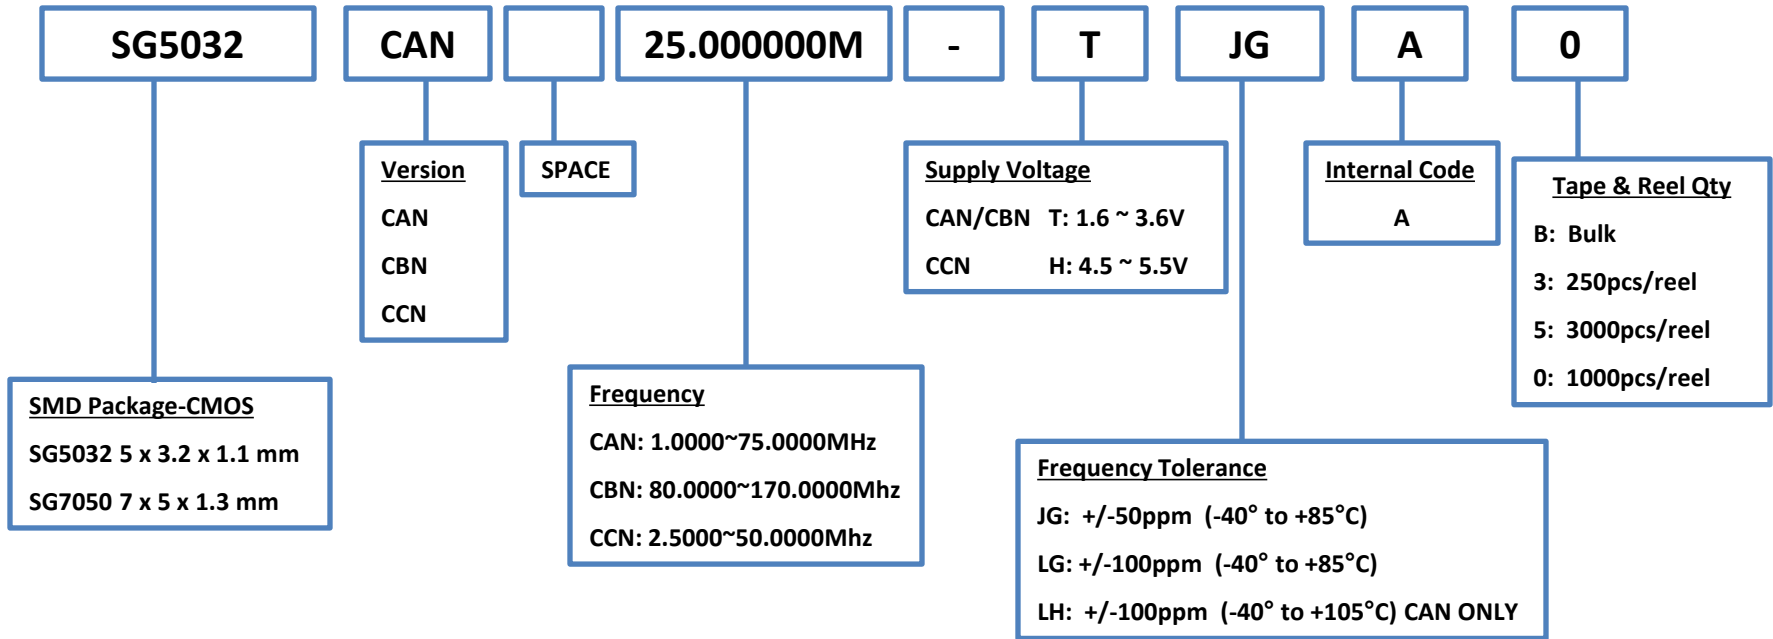 SG5032 CAN 25.000000M - T JG A 0
Version
CAN
CBN
CCN
SPACE
Supply Voltage
CAN/CBN T: 1.6 ~ 3.6V
CCN H: 4.5 ~ 5.5V
Internal Code
A
Tape & Reel Qty
B: Bulk
3: 250pcs/reel
5: 3000pcs/reel
0: 1000pcs/reel
SMD Package-CMOS
SG5032 5 x 3.2 x 1.1 mm
SG7050 7 x 5 x 1.3 mm
Frequency
CAN: 1.0000~75.0000MHz
CBN: 80.0000~170.0000Mhz
CCN: 2.5000~50.0000Mhz
Frequency Tolerance
JG: +/-50ppm (-40° to +85°C)
LG: +/-100ppm (-40° to +85°C)
LH: +/-100ppm (-40° to +105°C) CAN ONLY